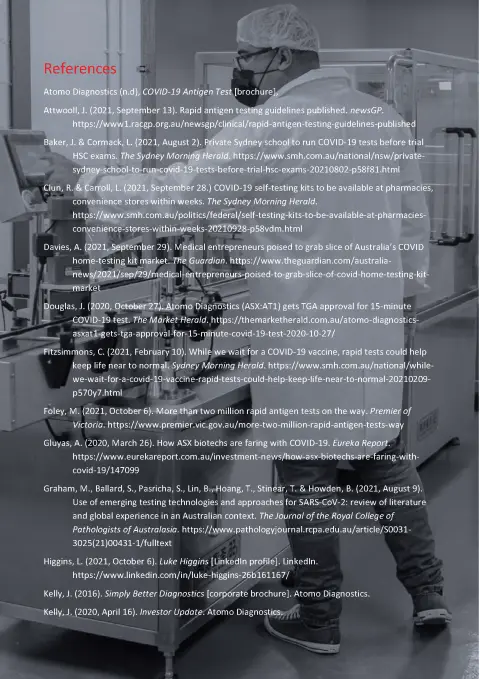 References
Atomo Diagnostics (n.d), COVID-19 Antigen Test [brochure],
Attwooll, J. (2021, September 13). Rapid antigen testing guidelines published. newsGP.
https://www1.racgp.org.au/newsgp/clinical/rapid-antigen-testing-guidelines-published
Baker, J. & Cormack, L. (2021, August 2). Private Sydney school to run COVID-19 tests before trial
HSC exams. The Sydney Morning Herald. https://www.smh.com.au/national/nsw/private-
sydney-school-to-run-covid-19-tests-before-trial-hsc-exams-20210802-p58f81.html
Clun, R. & Carroll, L. (2021, September 28.) COVID-19 self-testing kits to be available at pharmacies,
convenience stores within weeks. The Sydney Morning Herald.
https://www.smh.com.au/politics/federal/self-testing-kits-to-be-available-at-pharmacies-
convenience-stores-within-weeks-20210928-p58vdm.html
Davies, A. (2021, September 29). Medical entrepreneurs poised to grab slice of Australia's COVID
home-testing kit market. The Guardian. https://www.theguardian.com/australia-
news/2021/sep/29/medical-entrepreneurs-poised-to-grab-slice-of-covid-home-testing-kit-
market
Douglas, J. (2020, October 27). Atomo Diagnostics (ASX:AT1) gets TGA approval for 15-minute
COVID-19 test. The Market Herald. https://themarketherald.com.au/atomo-diagnostics-
asxat1-gets-tga-approval-for-15-minute-covid-19-test-2020-10-27/
Fitzsimmons, C. (2021, February 10). While we wait for a COVID-19 vaccine, rapid tests could help
keep life near to normal. Sydney Morning Herald. https://www.smh.com.au/national/while-
we-wait-for-a-covid-19-vaccine-rapid-tests-could-help-keep-life-near-to-normal-20210209-
p570y7.html
Foley, M. (2021, October 6). More than two million rapid antigen tests on the way. Premier of
Victoria. https://www.premier.vic.gov.au/more-two-million-rapid-antigen-tests-way
Gluyas, A. (2020, March 26). How ASX biotechs are faring with COVID-19. Eureka Report.
https://www.eurekareport.com.au/investment-news/how-asx-biotechs-are-faring-with-
covid-19/147099
Graham, M., Ballard, S., Pasricha, S., Lin, B., Hoang, T., Stinear, T. & Howden, B. (2021, August 9).
Use of emerging testing technologies and approaches for SARS-CoV-2: review of literature
and global experience in an Australian context. The Journal of the Royal College of
Pathologists of Australasia. https://www.pathologyjournal.rcpa.edu.au/article/S0031-
3025(21)00431-1/fulltext
Higgins, L. (2021, October 6). Luke Higgins [LinkedIn profile]. LinkedIn.
https://www.linkedin.com/in/luke-higgins-26b161167/
Kelly, J. (2016). Simply Better Diagnostics [corporate brochure]. Atomo Diagnostics.
Kelly, J. (2020, April 16). Investor Update. Atomo Diagnostics.